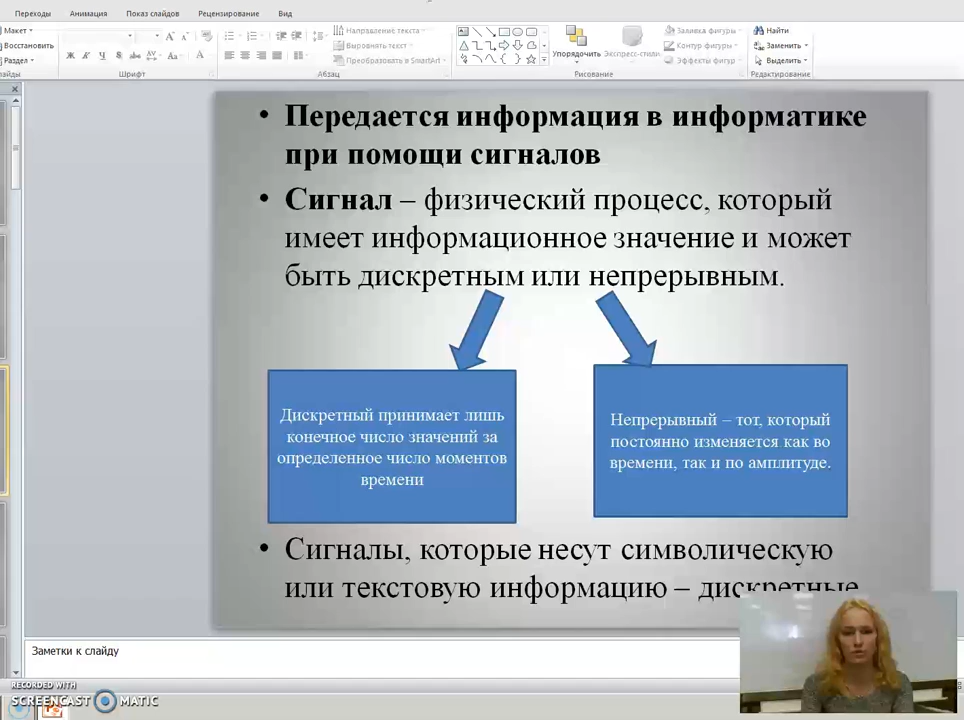 Переходы Анимация Показ слайдов Рецензирование Вид
Макет
Восстановить
Раздел
Направление текста
Выровнять текст
Преобразовать в SmartArt
Упорядочить
Экспресс-стили
Заливка фигуры
Контур фигуры
Эффекты фигур
Найти
Заменить
Выделить
Шрифт
Абзац
Рисование
Редактирование
• Передается информация в информатике
при помощи сигналов
• Сигнал – физический процесс, который
имеет информационное значение и может
быть дискретным или непрерывным.
Дискретный принимает лишь
конечное число значений за
определенное число моментов
времени
Непрерывный – тот, который
постоянно изменяется как во
времени, так и по амплитуде.
• Сигналы, которые несут символическую
или текстовую информацию – дискретные
Заметки к слайду
RECORDED WITH
SCREENCAST MATIC